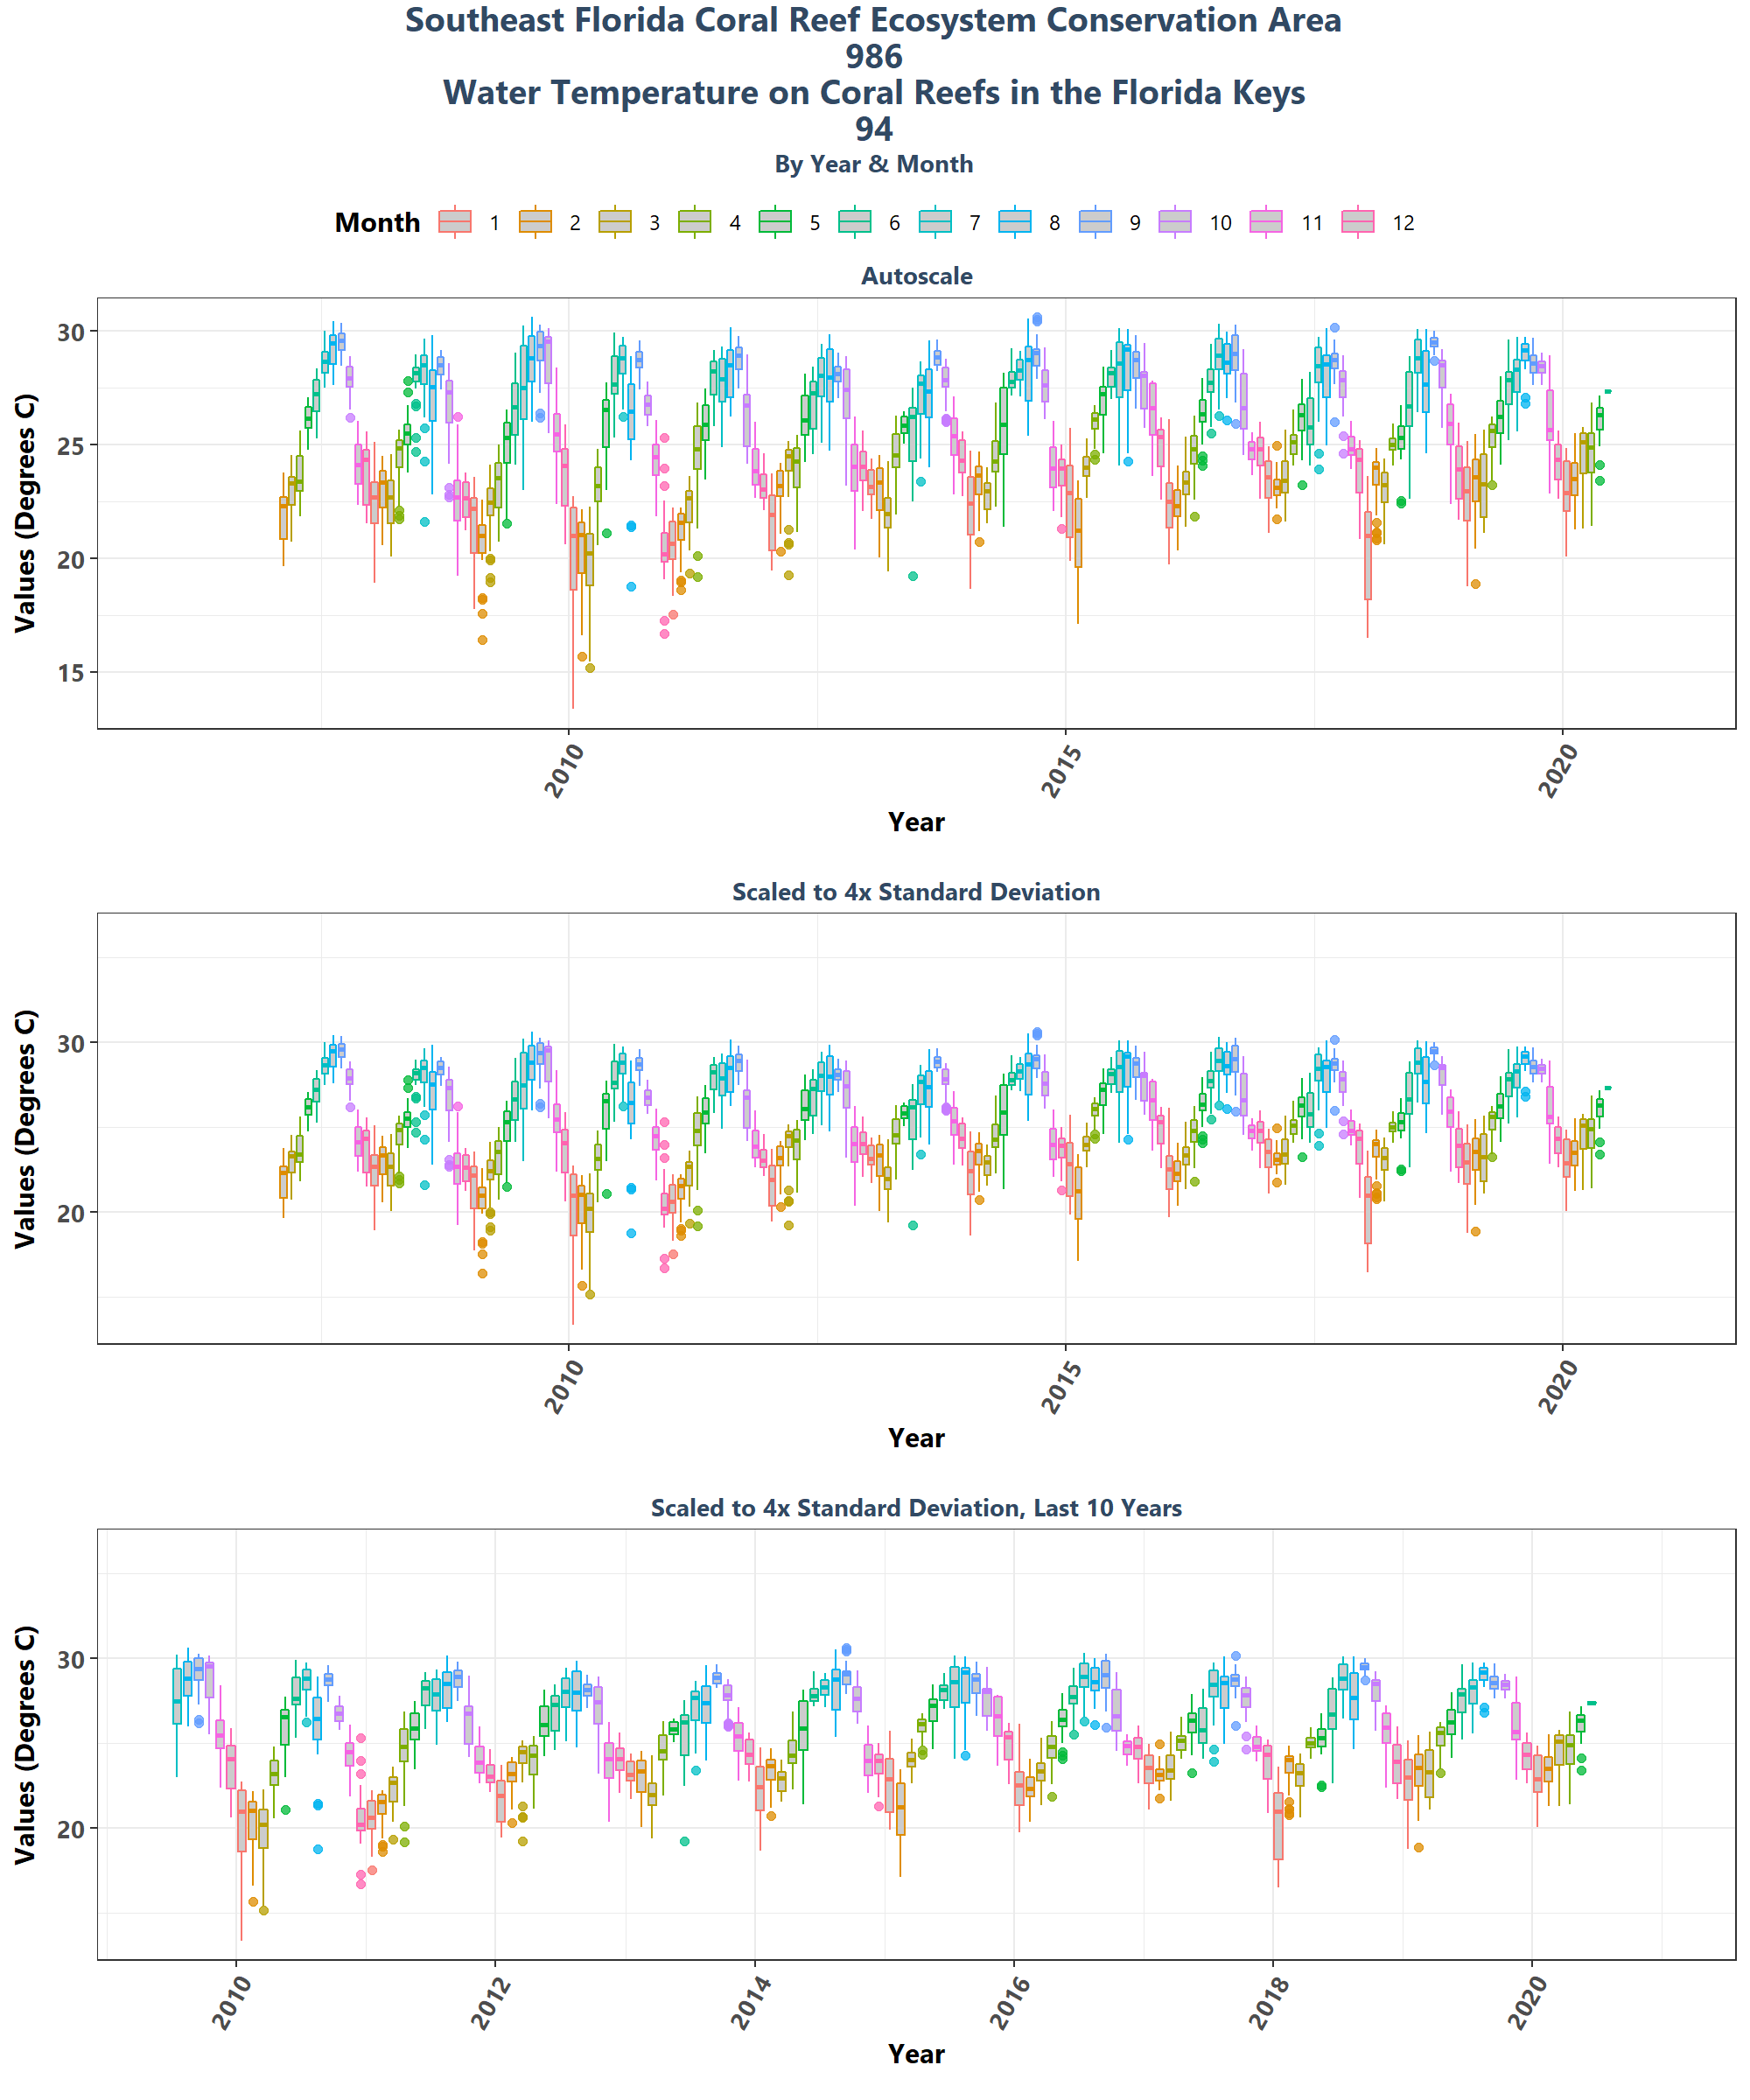 Southeast Florida Coral Reef Ecosystem Conservation Area
986
Water Temperature on Coral Reefs in the Florida Keys
94
By Year & Month
Month 1 2 3 4 5 6 7 8 9 10 11 12
Autoscale
Values (Degrees C)
30
25
20
15
2010 2015 2020
Year
Scaled to 4x Standard Deviation
Values (Degrees C)
30
20
2010 2015 2020
Year
Scaled to 4x Standard Deviation, Last 10 Years
Values (Degrees C)
30
20
2010 2012 2014 2016 2018 2020
Year